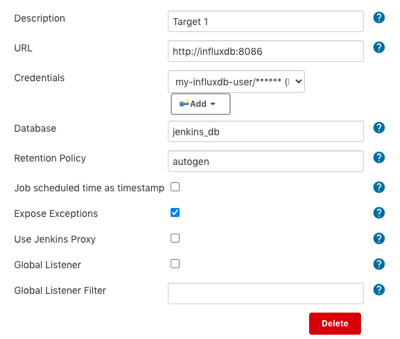 Description Target 1 ?
URL http://influxdb:8086 ?
Credentials my-influxdb-user/****** (
Add
Database jenkins_db ?
Retention Policy autogen ?
Job scheduled time as timestamp ?
Expose Exceptions ?
Use Jenkins Proxy ?
Global Listener ?
Global Listener Filter ?
Delete